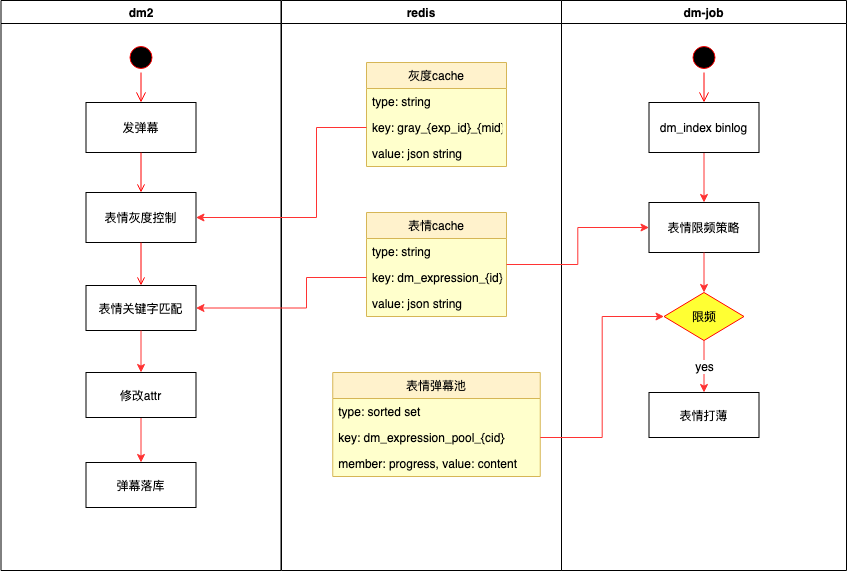 dm2
redis
dm-job
发弹幕
表情灰度控制
表情关键字匹配
修改attr
弹幕落库
灰度cache
type: string
key: gray_{exp_id}_{mid}
value: json string
表情cache
type: string
key: dm_expression_{id}
value: json string
表情弹幕池
type: sorted set
key: dm_expression_pool_{cid}
member: progress, value: content
dm_index binlog
表情限频策略
限频
yes
表情打薄